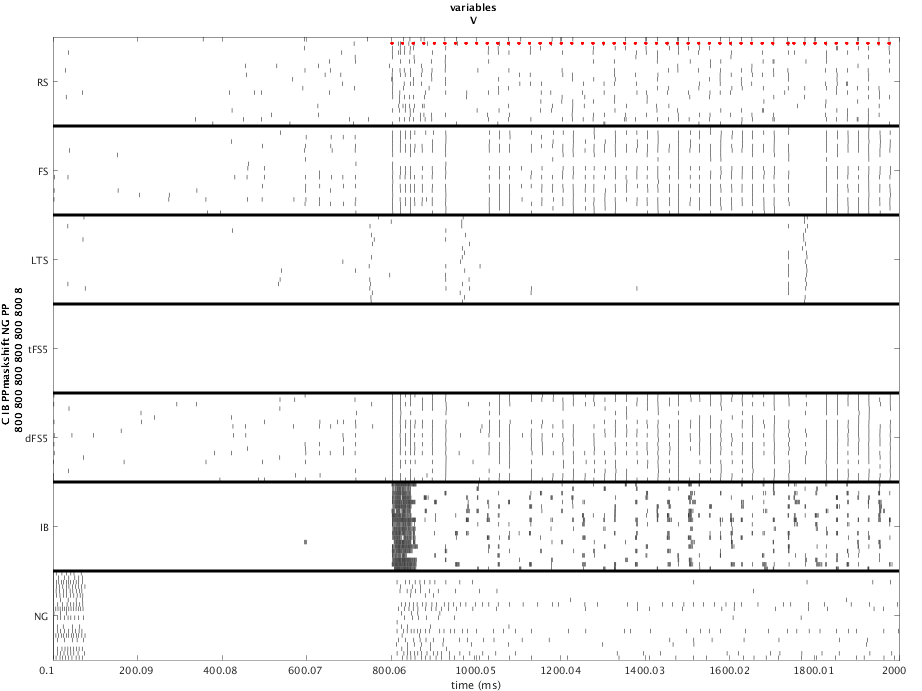 variables
V
RS
FS
LTS
tFS5
dFS5
IB
NG
C IB PPmaskshift NG PP
800 800 800 800 800 800 8
0.1 200.09 400.08 600.07 800.06 1000.05 1200.04 1400.03 1600.02 1800.01 2000
time (ms)